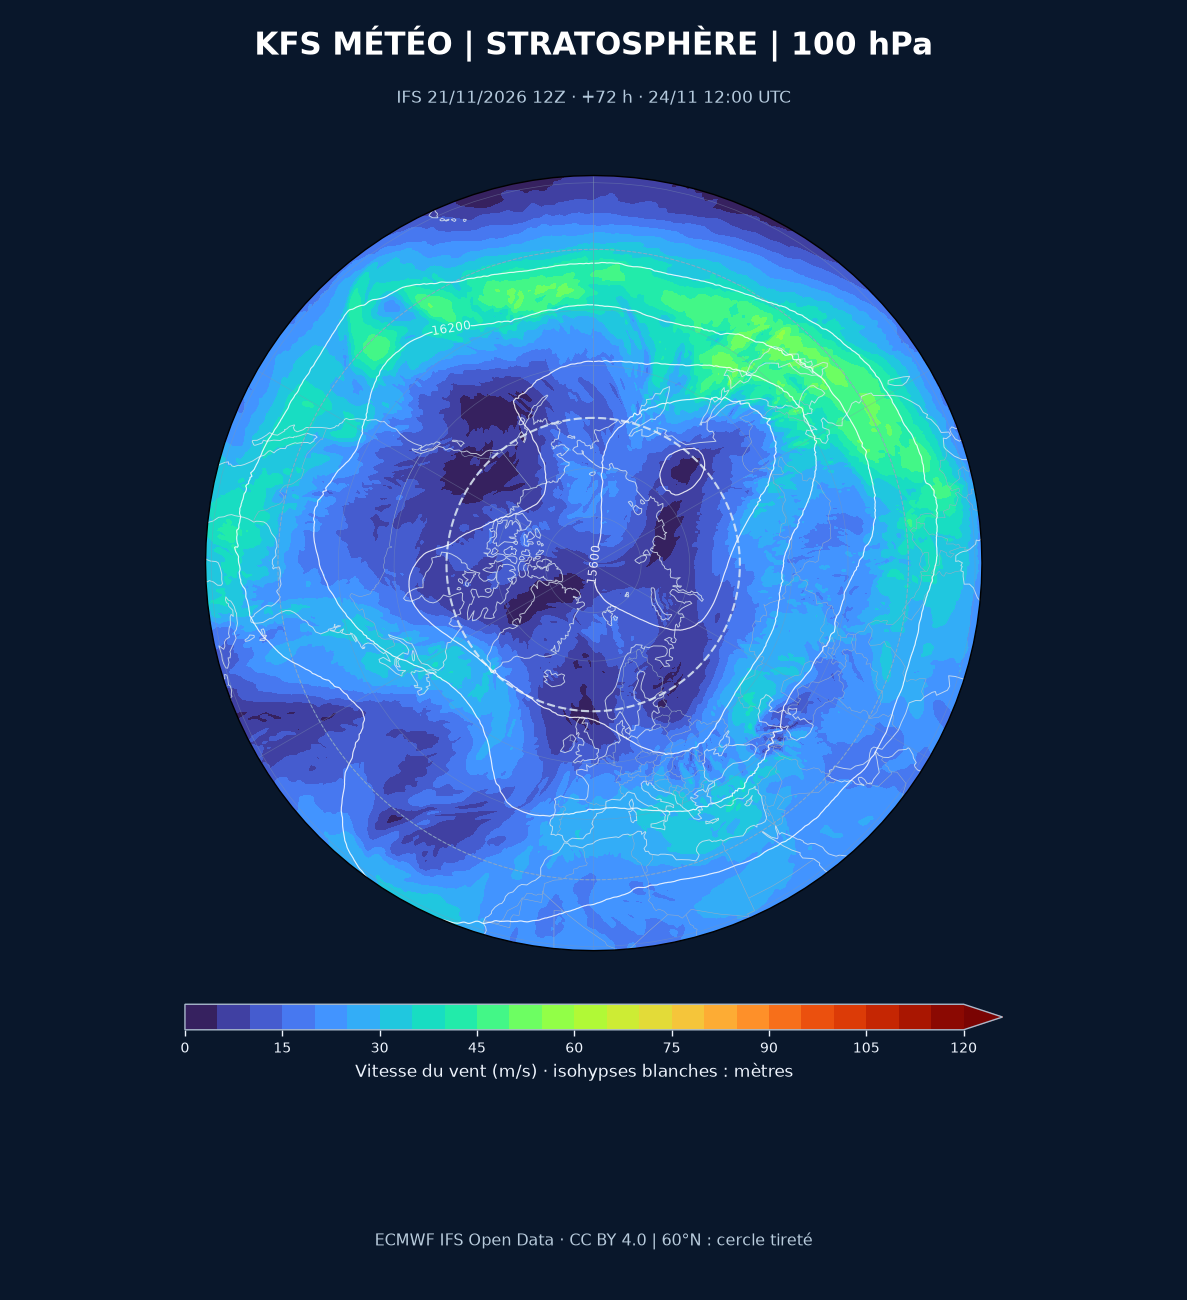 KFS MÉTÉO | STRATOSPHÈRE | 100 hPa
IFS 21/11/2026 12Z · +72 h · 24/11 12:00 UTC
16200
15600
0 15 30 45 60 75 90 105 120
Vitesse du vent (m/s) · isohypses blanches : mètres
ECMWF IFS Open Data · CC BY 4.0 | 60°N : cercle tireté